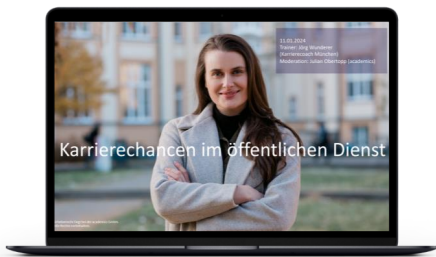 11.01.2024
Trainer: Jörg Wunderer
(Karrierecoach München)
Moderation: Julian Obertopp (academics)
Karrierechancen im öffentlichen Dienst